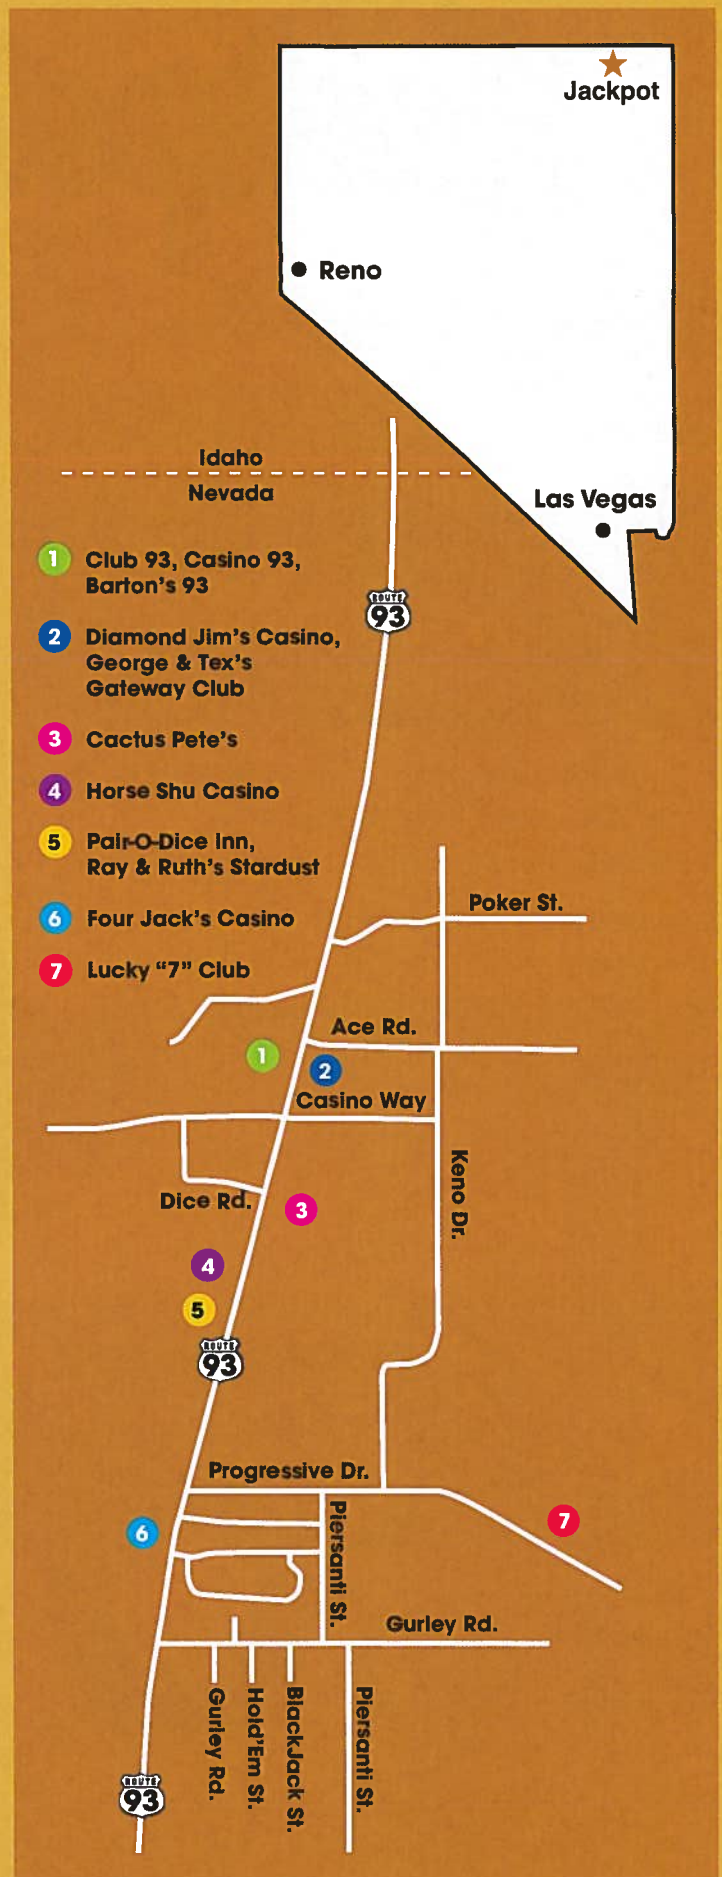 Jackpot
Reno
Las Vegas
Idaho
Nevada
ROUTE
93
1 Club 93, Casino 93,
Barton's 93
2 Diamond Jim's Casino,
George & Tex's
Gateway Club
3 Cactus Pete's
4 Horse Shu Casino
5 Pair-O-Dice Inn,
Ray & Ruth's Stardust
6 Four Jack's Casino
7 Lucky “7” Club
Poker St.
Ace Rd.
1
2
Casino Way
Keno Dr.
Dice Rd.
3
4
5
ROUTE
93
Progressive Dr.
6
7
Piersanti St.
Gurley Rd.
Gurley Rd.
Hold'Em St.
BlackJack St.
Piersanti St.
ROUTE
93